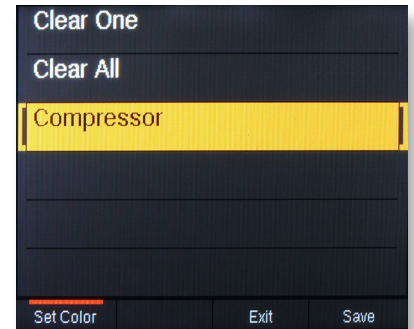 Clear One
Clear All
Compressor
Set Color Exit Save